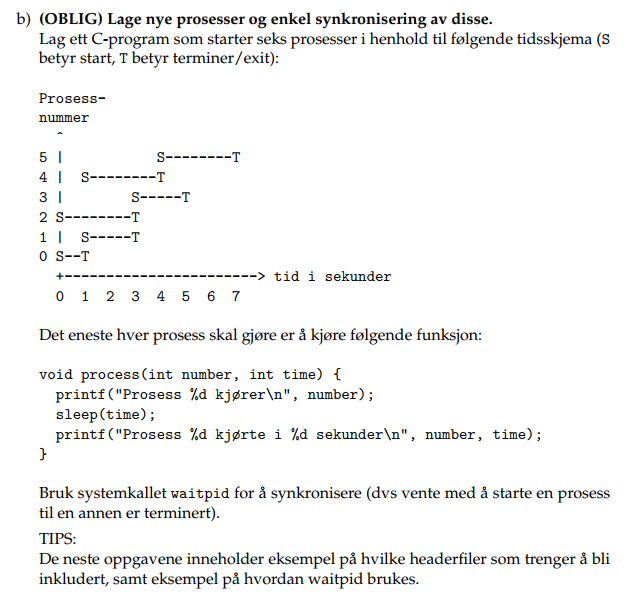 b) (OBLIG) Lage nye prosesser og enkel synkronisering av disse.
Lag ett C-program som starter seks prosesser i henhold til følgende tidsskjema (S
betyr start, T betyr terminer/exit):
Prosess-
nummer
^
5 |           S--------T
4 |  S--------T
3 |        S-----T
2 S--------T
1 |  S-----T
0 S--T
+------------------------> tid i sekunder
0  1  2  3  4  5  6  7
Det eneste hver prosess skal gjøre er å kjøre følgende funksjon:
void process(int number, int time) {
printf("Prosess %d kjører\n", number);
sleep(time);
printf("Prosess %d kjørte i %d sekunder\n", number, time);
}
Bruk systemkallet waitpid for å synkronisere (dvs vente med å starte en prosess
til en annen er terminert).
TIPS:
De neste oppgavene inneholder eksempel på hvilke headerfiler som trenger å bli
inkludert, samt eksempel på hvordan waitpid brukes.